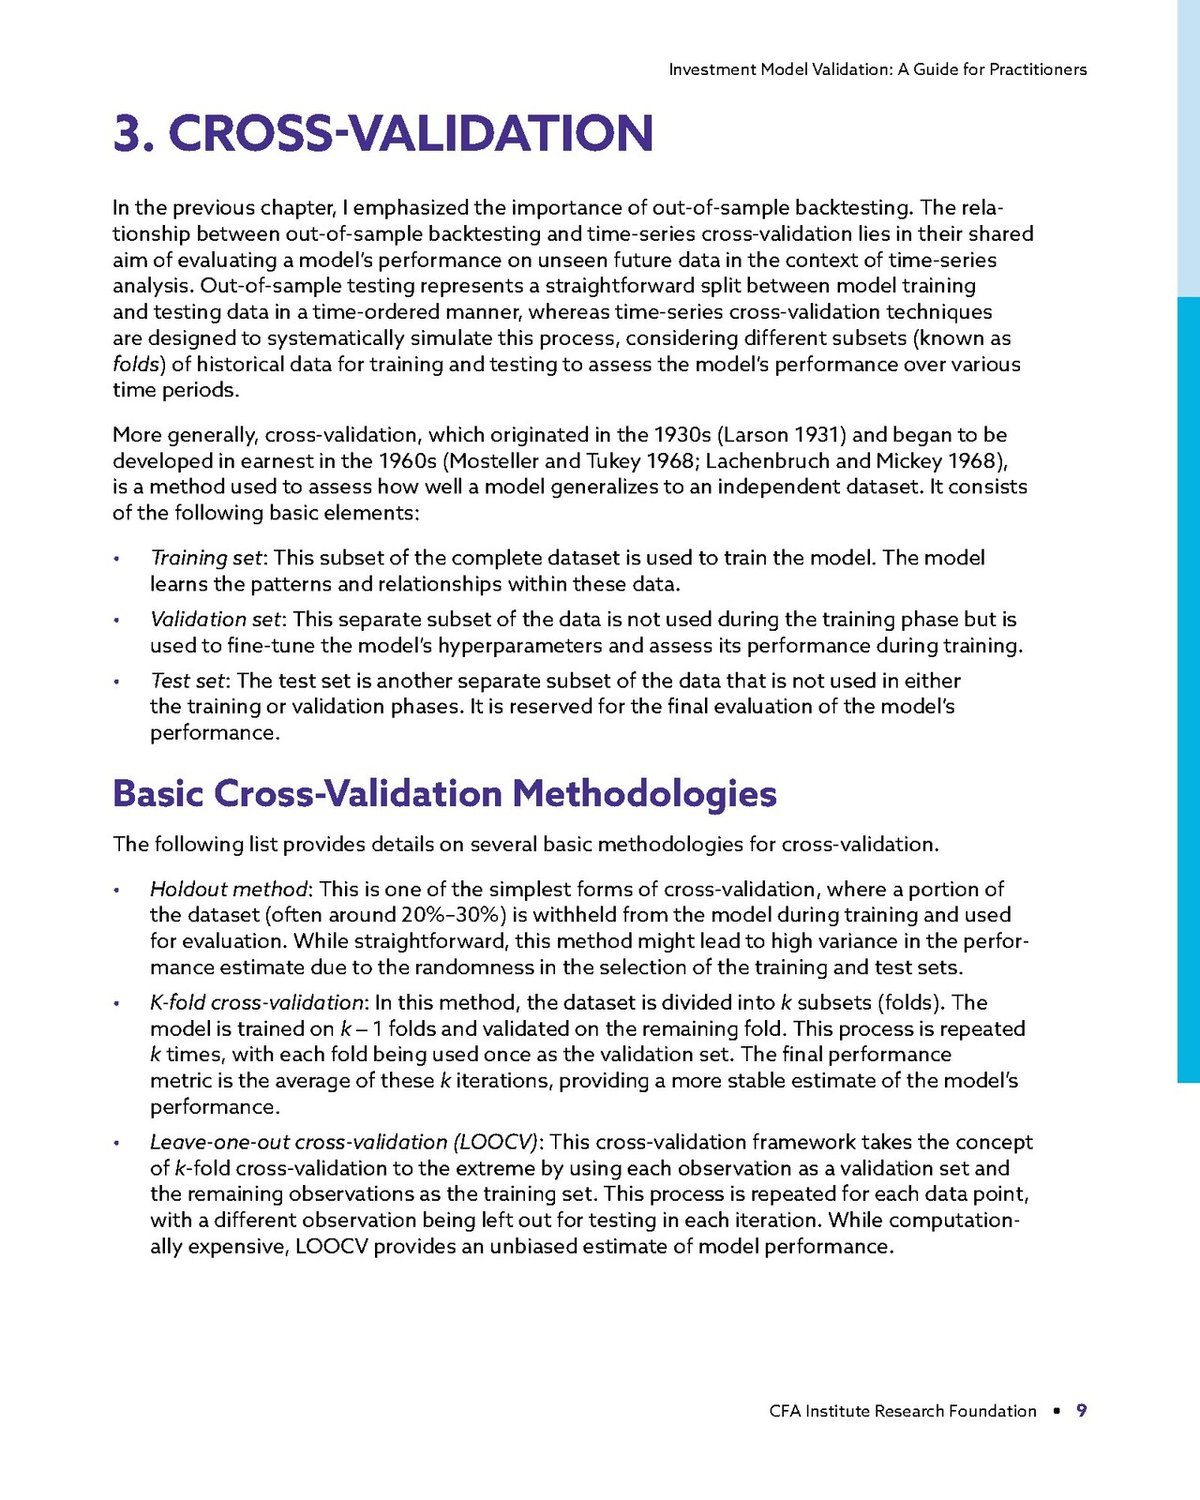 Investment Model Validation: A Guide for Practitioners
3. CROSS-VALIDATION
In the previous chapter, I emphasized the importance of out-of-sample backtesting. The rela-
tionship between out-of-sample backtesting and time-series cross-validation lies in their shared
aim of evaluating a model’s performance on unseen future data in the context of time-series
analysis. Out-of-sample testing represents a straightforward split between model training
and testing data in a time-ordered manner, whereas time-series cross-validation techniques
are designed to systematically simulate this process, considering different subsets (known as
folds) of historical data for training and testing to assess the model’s performance over various
time periods.
More generally, cross-validation, which originated in the 1930s (Larson 1931) and began to be
developed in earnest in the 1960s (Mosteller and Tukey 1968; Lachenbruch and Mickey 1968),
is a method used to assess how well a model generalizes to an independent dataset. It consists
of the following basic elements:
• Training set: This subset of the complete dataset is used to train the model. The model
learns the patterns and relationships within these data.
• Validation set: This separate subset of the data is not used during the training phase but is
used to fine-tune the model’s hyperparameters and assess its performance during training.
• Test set: The test set is another separate subset of the data that is not used in either
the training or validation phases. It is reserved for the final evaluation of the model’s
performance.
Basic Cross-Validation Methodologies
The following list provides details on several basic methodologies for cross-validation.
• Holdout method: This is one of the simplest forms of cross-validation, where a portion of
the dataset (often around 20%–30%) is withheld from the model during training and used
for evaluation. While straightforward, this method might lead to high variance in the perfor-
mance estimate due to the randomness in the selection of the training and test sets.
• K-fold cross-validation: In this method, the dataset is divided into k subsets (folds). The
model is trained on k – 1 folds and validated on the remaining fold. This process is repeated
k times, with each fold being used once as the validation set. The final performance
metric is the average of these k iterations, providing a more stable estimate of the model’s
performance.
• Leave-one-out cross-validation (LOOCV): This cross-validation framework takes the concept
of k-fold cross-validation to the extreme by using each observation as a validation set and
the remaining observations as the training set. This process is repeated for each data point,
with a different observation being left out for testing in each iteration. While computation-
ally expensive, LOOCV provides an unbiased estimate of model performance.
CFA Institute Research Foundation • 9